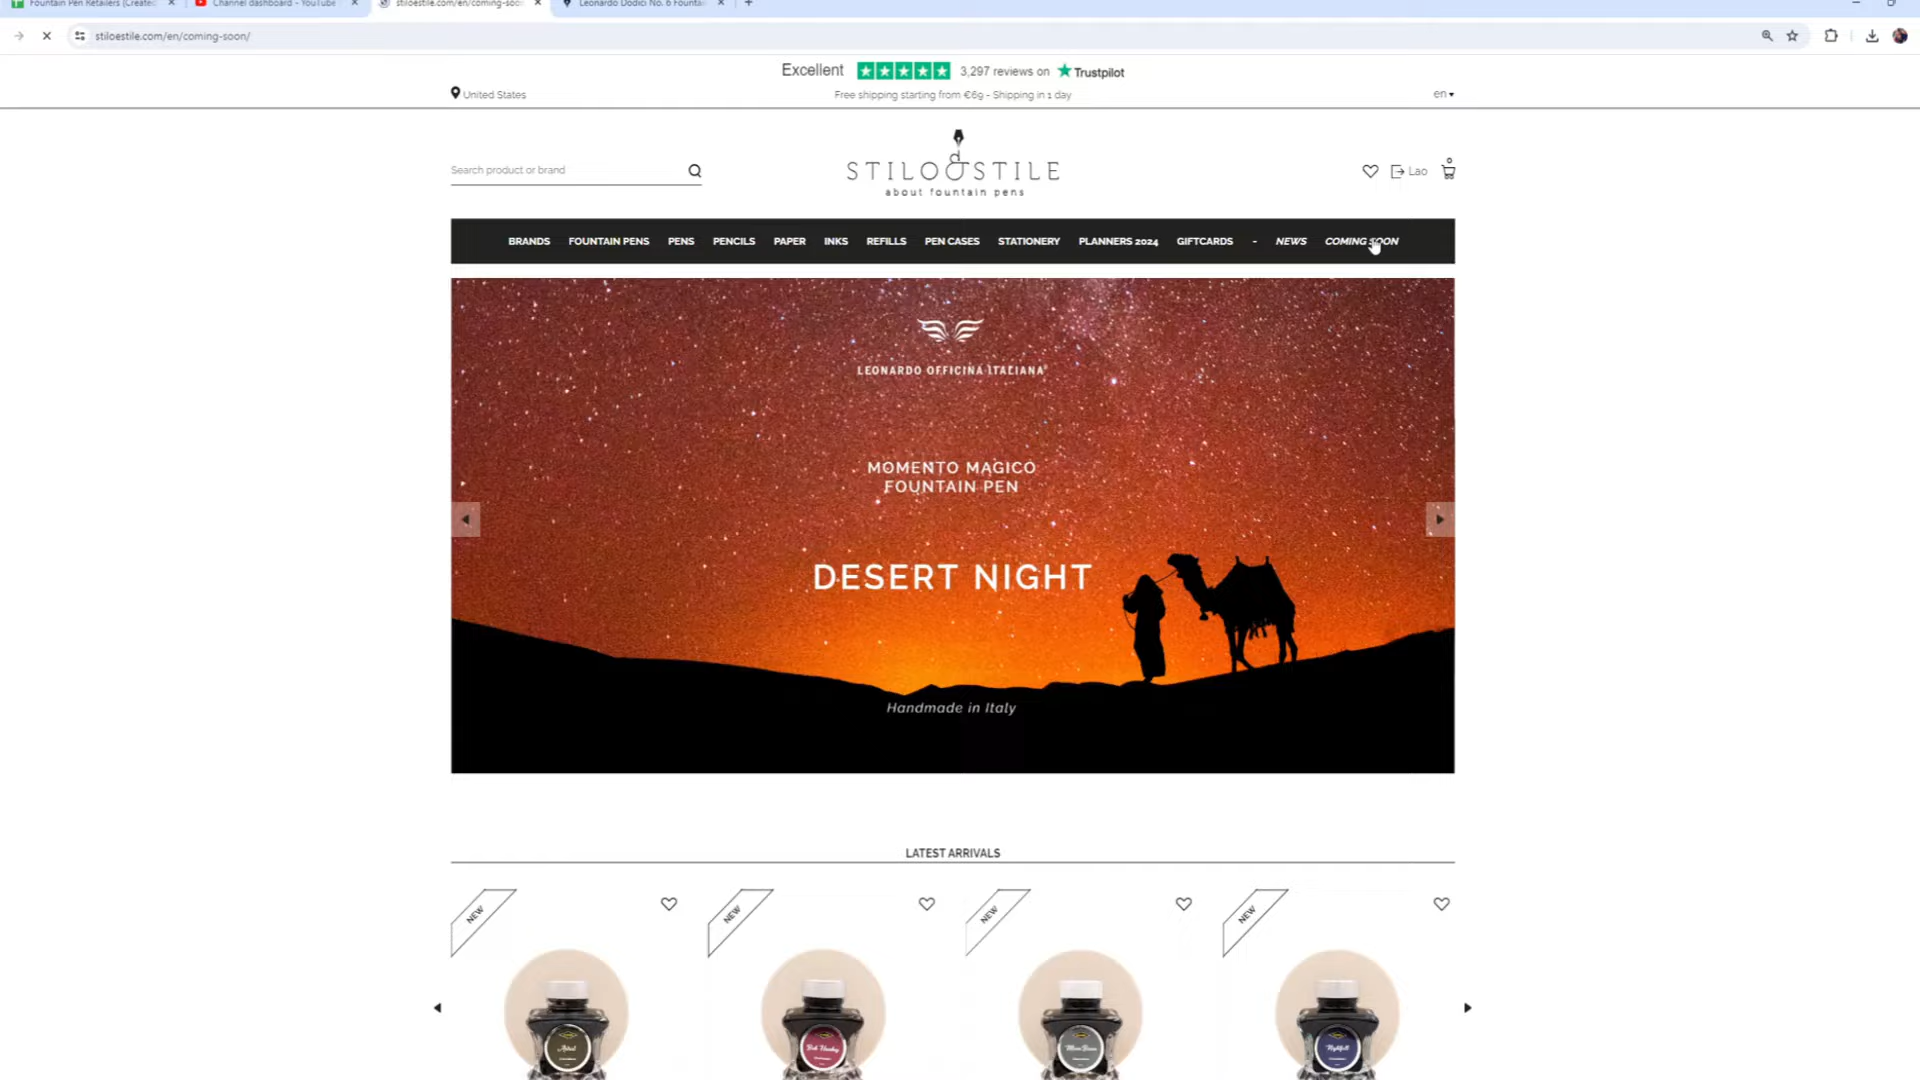 Fountain Pen Retailers (Create
Channel dashboard - YouTube
stiloestile.com/en/coming-soo
Leonardo Dodici No. 6 Founta
stiloestile.com/en/coming-soon/
Excellent 3,297 reviews on Trustpilot
United States
Free shipping starting from €69 - Shipping in 1 day
en
Search product or brand
STILO&STILE
about fountain pens
Lao
0
BRANDS FOUNTAIN PENS PENS PENCILS PAPER INKS REFILLS PEN CASES STATIONERY PLANNERS 2024 GIFTCARDS - NEWS COMING SOON
LEONARDO OFFICINA ITALIANA®
MOMENTO MAGICO
FOUNTAIN PEN
DESERT NIGHT
Handmade in Italy
LATEST ARRIVALS
NEW
NEW
NEW
NEW